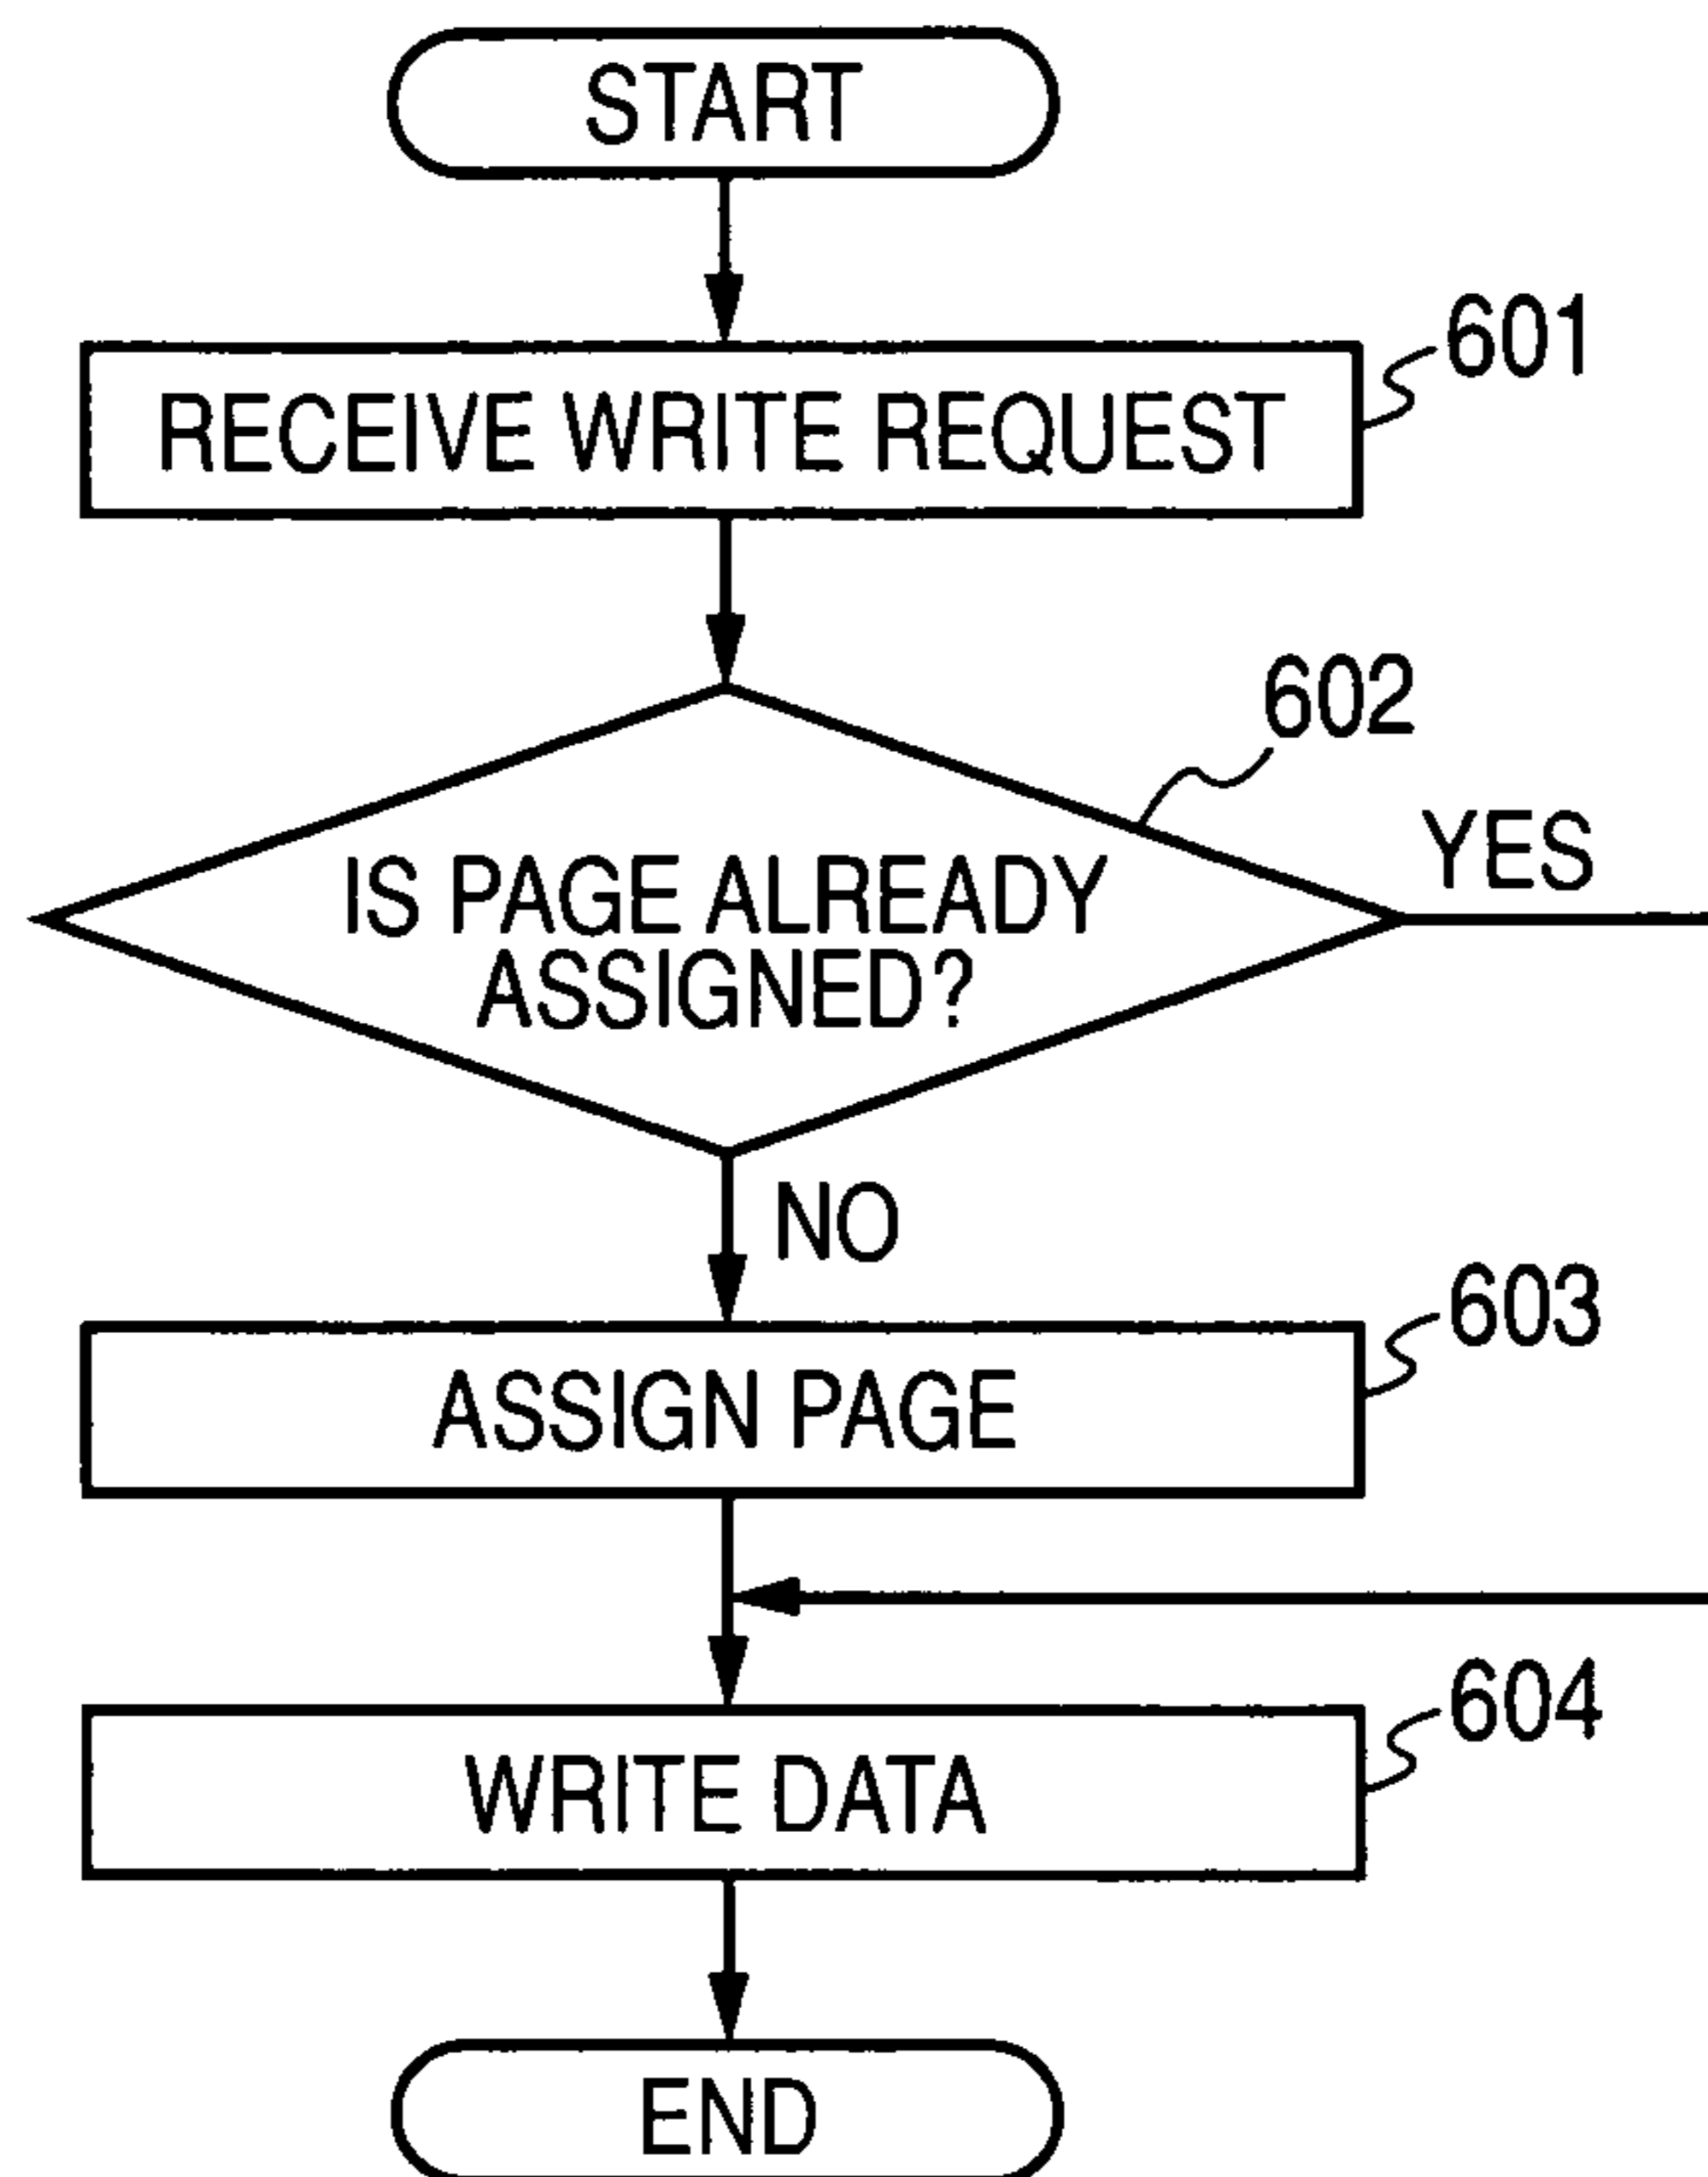 START
601
RECEIVE WRITE REQUEST
602
YES
IS PAGE ALREADY
ASSIGNED?
NO
603
ASSIGN PAGE
604
WRITE DATA
END